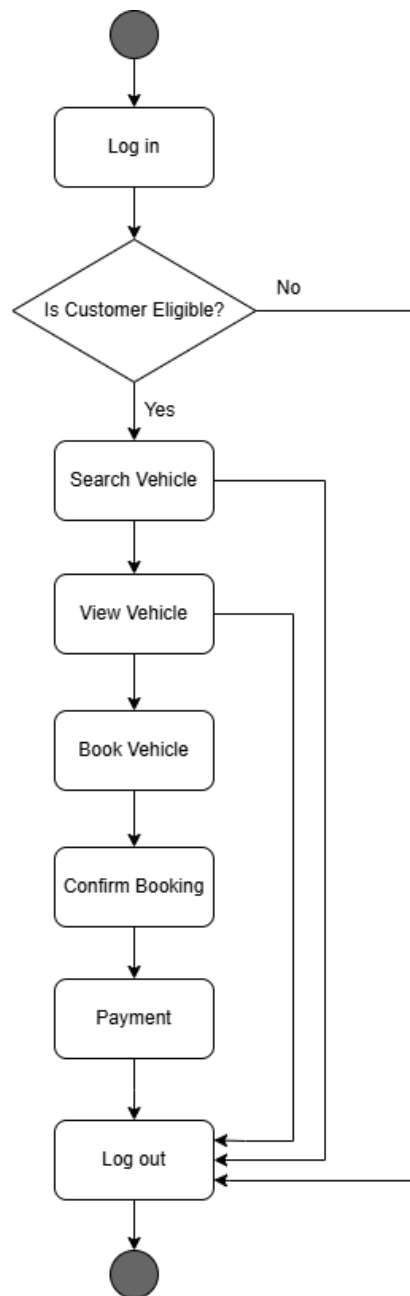 Log in
Is Customer Eligible?
No
Yes
Search Vehicle
View Vehicle
Book Vehicle
Confirm Booking
Payment
Log out